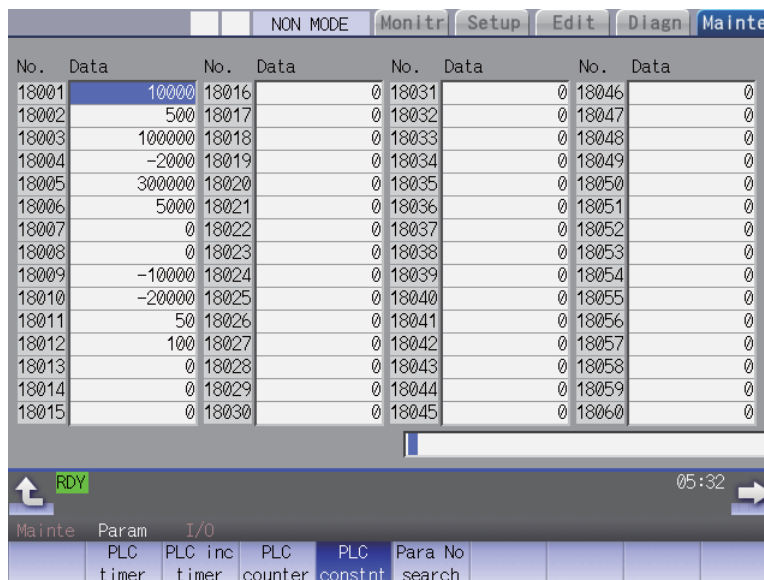 NON MODE Monitr Setup Edit Diagn Mainte
No. Data No. Data No. Data No. Data
18001 10000 18016 0 18031 0 18046 0
18002 500 18017 0 18032 0 18047 0
18003 100000 18018 0 18033 0 18048 0
18004 -2000 18019 0 18034 0 18049 0
18005 300000 18020 0 18035 0 18050 0
18006 5000 18021 0 18036 0 18051 0
18007 0 18022 0 18037 0 18052 0
18008 0 18023 0 18038 0 18053 0
18009 -10000 18024 0 18039 0 18054 0
18010 -20000 18025 0 18040 0 18055 0
18011 50 18026 0 18041 0 18056 0
18012 100 18027 0 18042 0 18057 0
18013 0 18028 0 18043 0 18058 0
18014 0 18029 0 18044 0 18059 0
18015 0 18030 0 18045 0 18060 0
RDY 05:32
Mainte Param I/O
PLC PLC inc PLC PLC Para No
timer timer counter constnt search